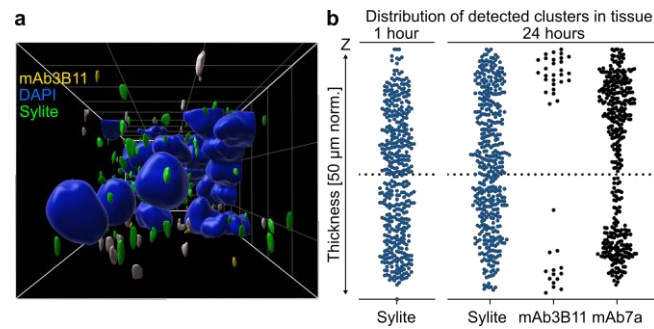 a
mAb3B11
DAPI
Sylite
b
Distribution of detected clusters in tissue
1 hour
24 hours
Z
Thickness [50 µm norm.]
Sylite
Sylite
mAb3B11
mAb7a